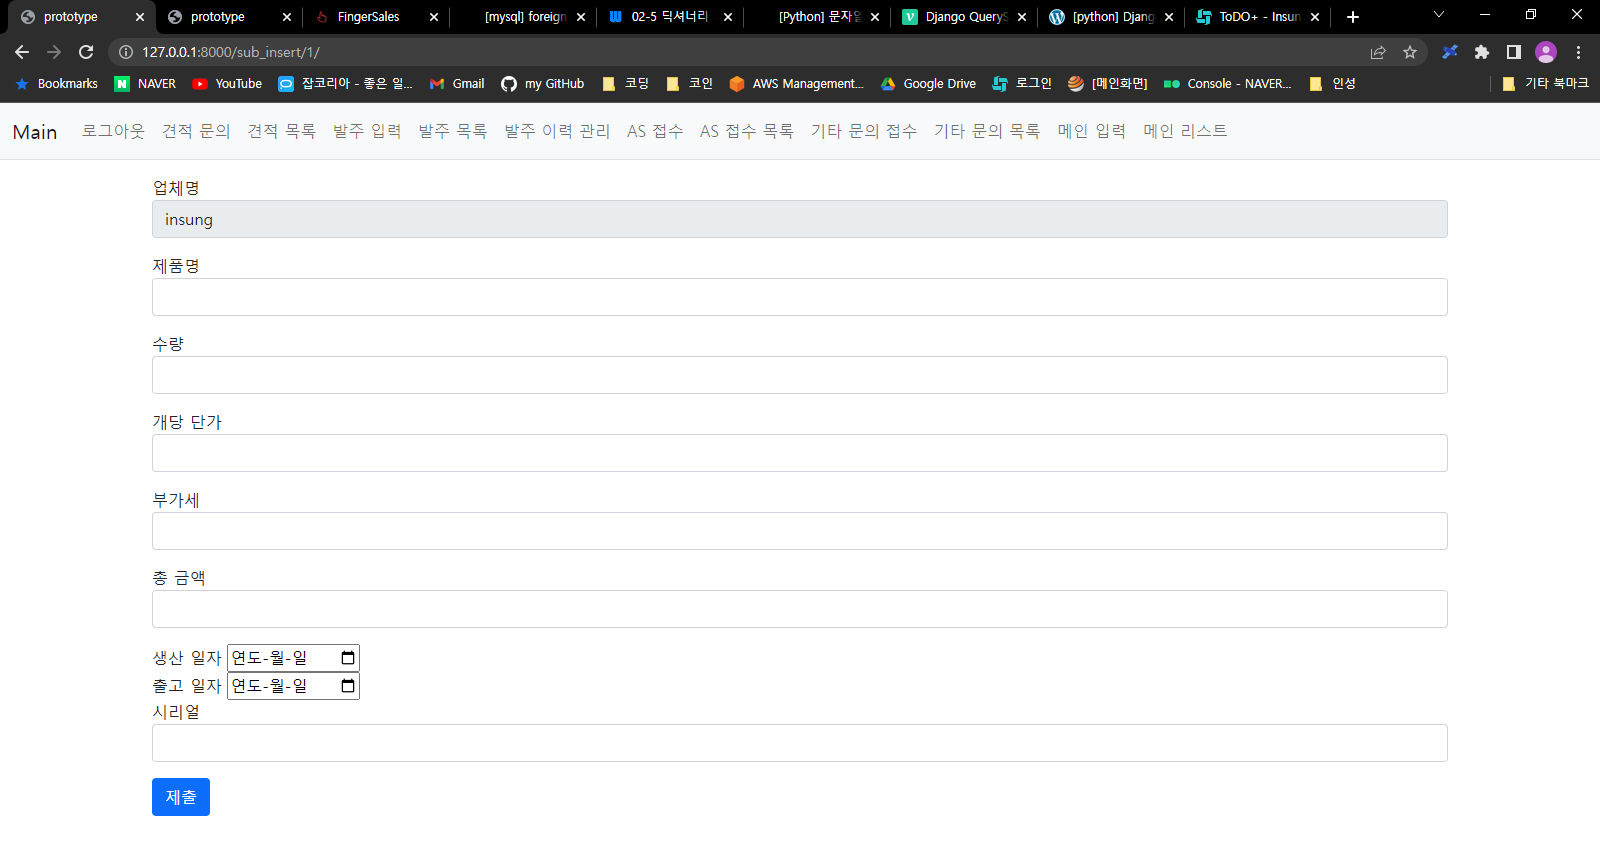 prototype prototype FingerSales [mysql] foreign 02-5 딕셔너리 [Python] 문자열 Django QueryS [python] Djang ToDO+ - Insun
127.0.0.1:8000/sub_insert/1/
Bookmarks NAVER YouTube 잡코리아 - 좋은 일... Gmail my GitHub 코딩 코인 AWS Management... Google Drive 로그인 [메인화면] Console - NAVER... 인성 기타 북마크
Main 로그아웃 견적 문의 견적 목록 발주 입력 발주 목록 발주 이력 관리 AS 접수 AS 접수 목록 기타 문의 접수 기타 문의 목록 메인 입력 메인 리스트
업체명
insung
제품명
수량
개당 단가
부가세
총 금액
생산 일자 연도-월-일
출고 일자 연도-월-일
시리얼
제출